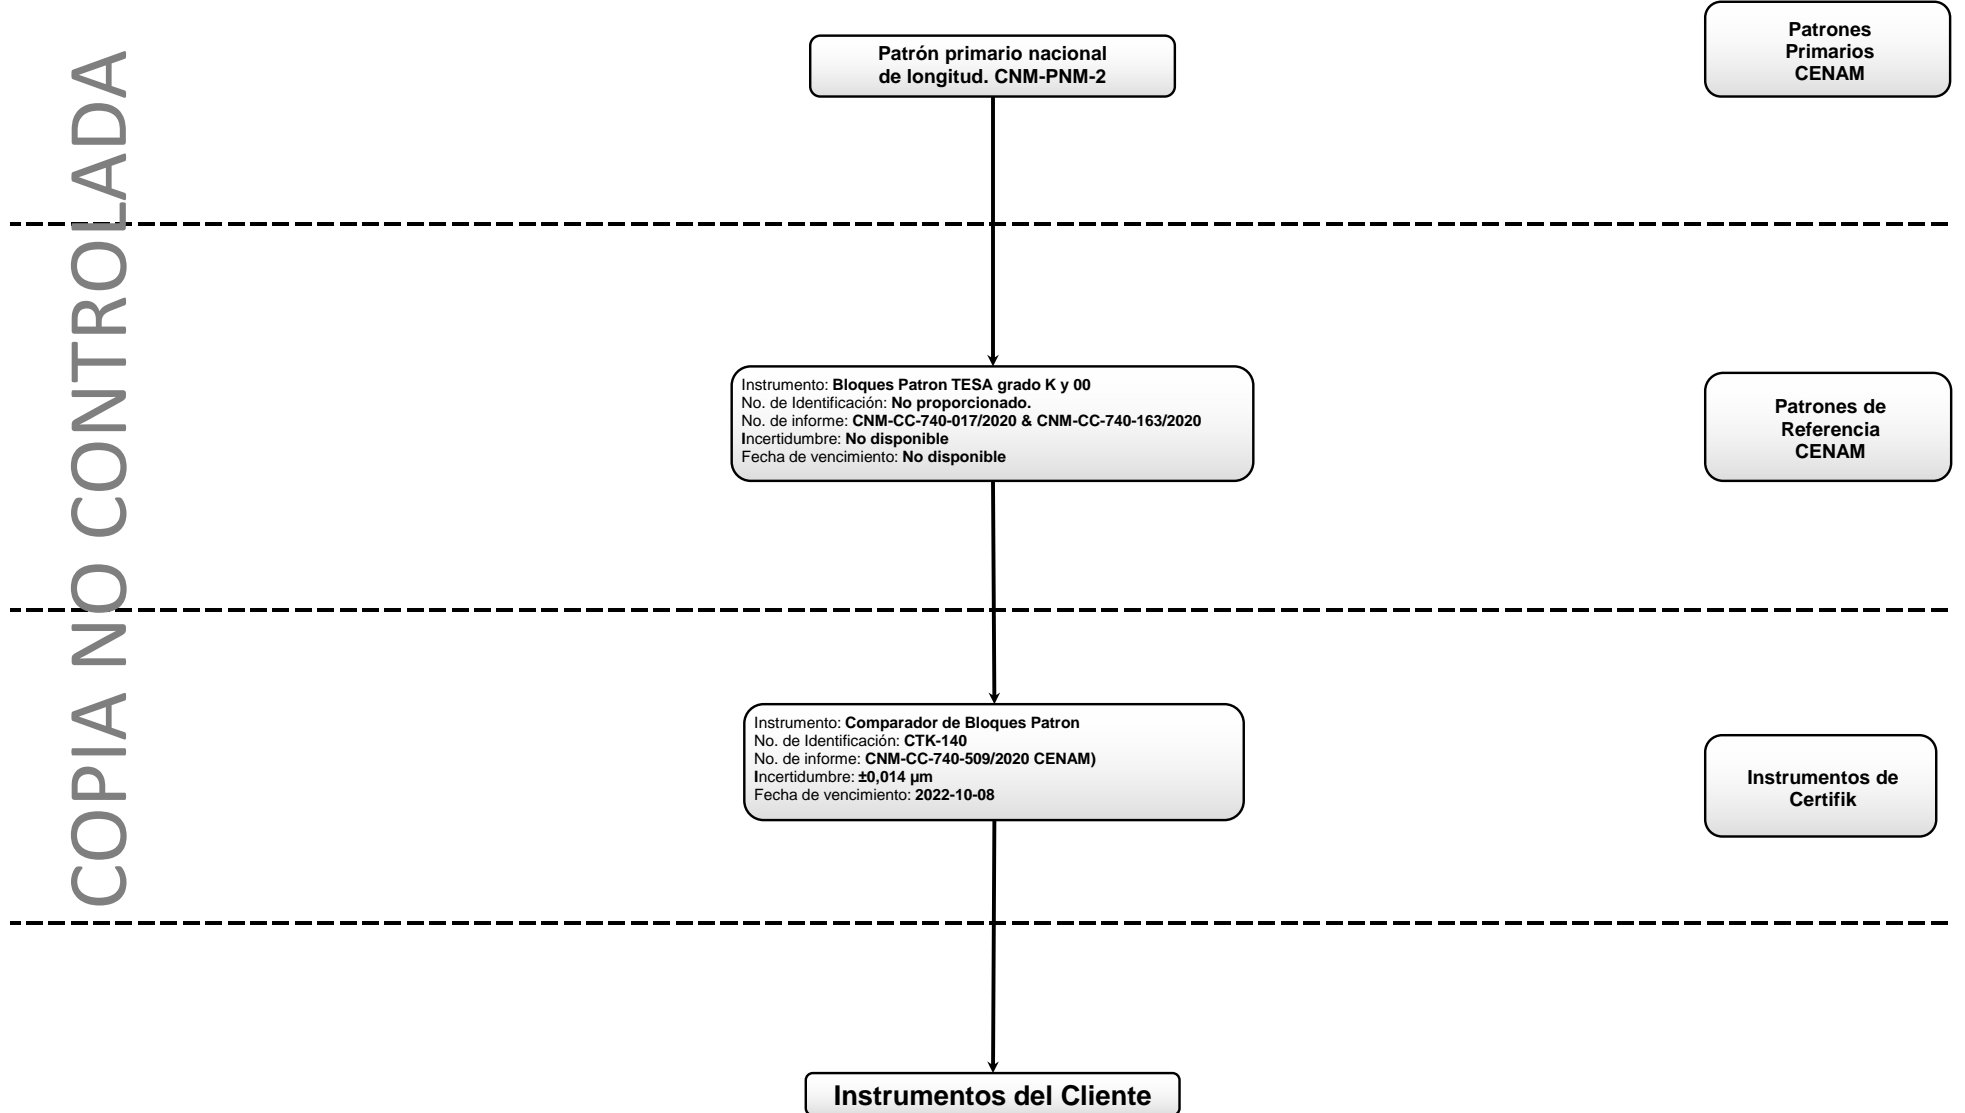 Patrón primario nacional
de longitud. CNM-PNM-2
Patrones
Primarios
CENAM
COPIA NO CONTROLADA
Instrumento: Bloques Patron TESA grado K y 00
No. de Identificación: No proporcionado.
No. de informe: CNM-CC-740-017/2020 & CNM-CC-740-163/2020
Incertidumbre: No disponible
Fecha de vencimiento: No disponible
Patrones de
Referencia
CENAM
Instrumento: Comparador de Bloques Patron
No. de Identificación: CTK-140
No. de informe: CNM-CC-740-509/2020 CENAM)
Incertidumbre: ±0,014 µm
Fecha de vencimiento: 2022-10-08
Instrumentos de
Certifik
Instrumentos del Cliente